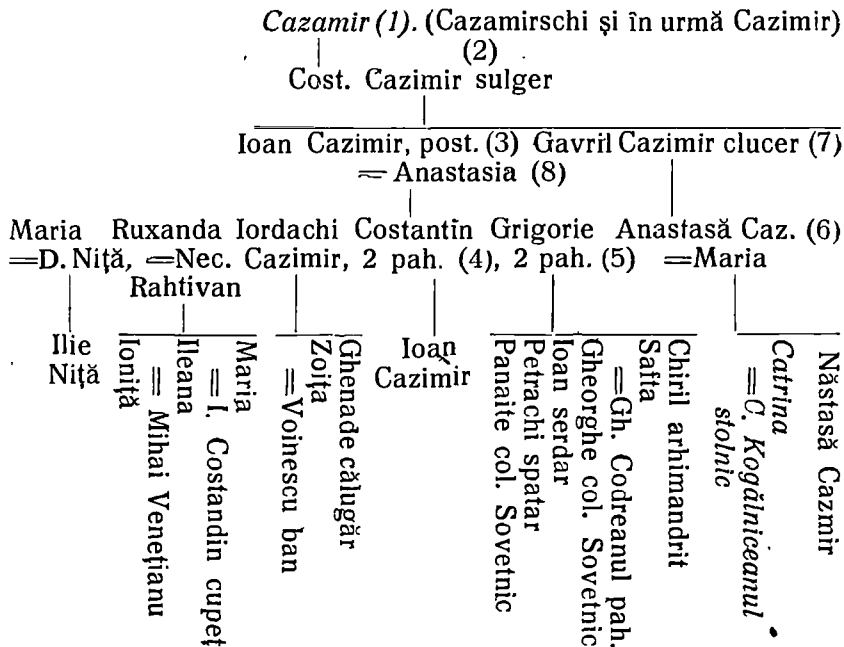 Cazamir (1). (Cazamirschi și în urmă Cazimir)
(2)
Cost. Cazimir sulger
Ioan Cazimir, post. (3) Gavril Cazimir clucer (7)
= Anastasia (8)
Maria Ruxanda Iordachi Costantin Grigorie Anastasă Caz. (6)
=D. Niță, =Nec. Cazimir, 2 pah. (4), 2 pah. (5) =Maria
Rahtivan
Ilie
Niță
Ioniță
= Mihai Venețianu
Ileana
= I. Costandin cupeț
Maria
=Voinescu ban
Zoița
Ghenade călugăr
Ioan
Cazimir
Panaite col. Sovetnic
Petrachi spatar
Ioan serdar
Gheorghe col. Sovetnic
=Gh. Codreanul pah.
Safta
Chiril arhimandrit
stolnic
=C. Kogălniceanul
Catrina
Năstasă Cazmir